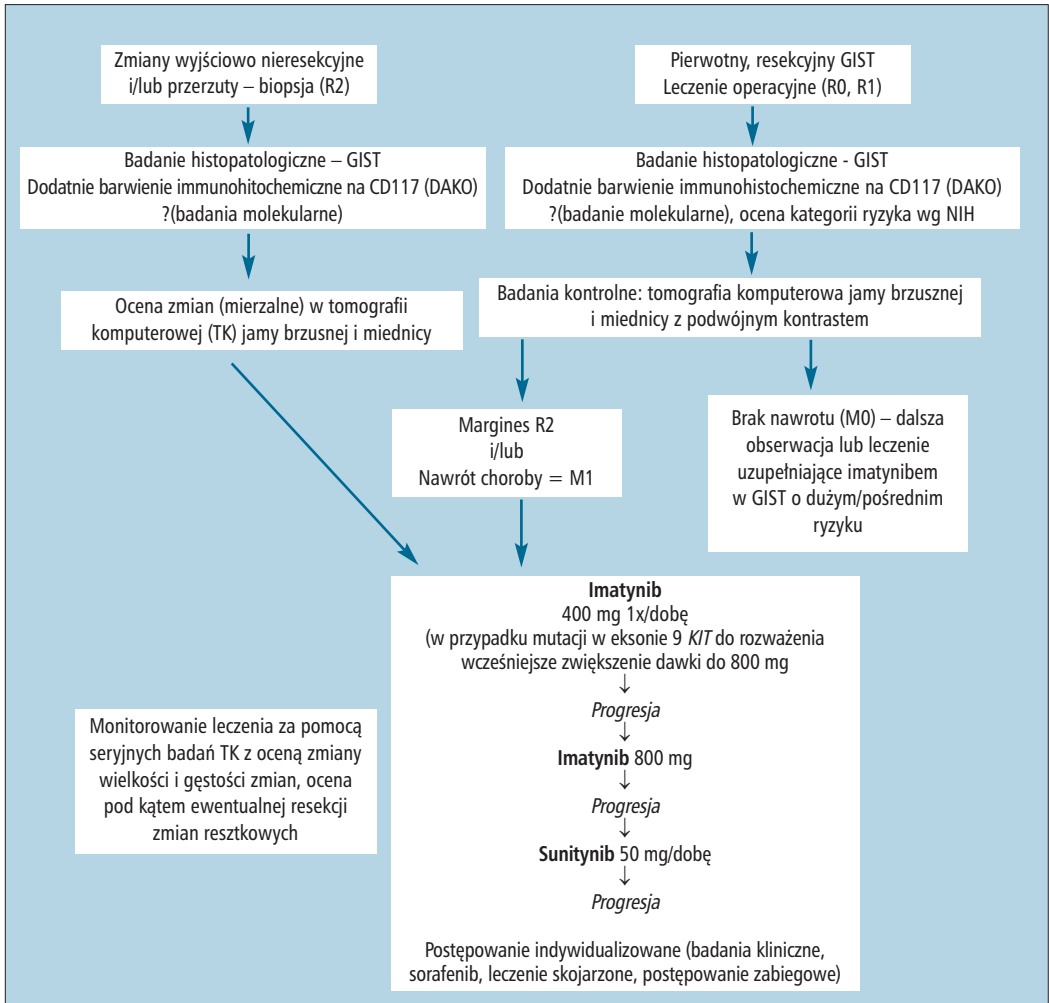 Zmiany wyjściowo nieresekcyjne
i/lub przerzuty – biopsja (R2)
Pierwotny, resekcyjny GIST
Leczenie operacyjne (R0, R1)
Badanie histopatologiczne – GIST
Dodatnie barwienie immunohitochemiczne na CD117 (DAKO)
?(badania molekularne)
Badanie histopatologiczne - GIST
Dodatnie barwienie immunohistochemiczne na CD117 (DAKO)
?(badanie molekularne), ocena kategorii ryzyka wg NIH
Ocena zmian (mierzalne) w tomografii
komputerowej (TK) jamy brzusnej i miednicy
Badania kontrolne: tomografia komputerowa jamy brzusznej
i miednicy z podwójnym kontrastem
Margines R2
i/lub
Nawrót choroby = M1
Brak nawrotu (M0) – dalsza
obserwacja lub leczenie
uzupełniające imatynibem
w GIST o dużym/pośrednim
ryzyku
Imatynib
400 mg 1x/dobę
(w przypadku mutacji w eksonie 9 KIT do rozważenia
wcześniejsze zwiększenie dawki do 800 mg
↓
Progresja
↓
Imatynib 800 mg
↓
Progresja
↓
Sunitynib 50 mg/dobę
↓
Progresja
Postępowanie indywidualizowane (badania kliniczne,
sorafenib, leczenie skojarzone, postępowanie zabiegowe)
Monitorowanie leczenia za pomocą
seryjnych badań TK z oceną zmiany
wielkości i gęstości zmian, ocena
pod kątem ewentualnej resekcji
zmian resztkowych